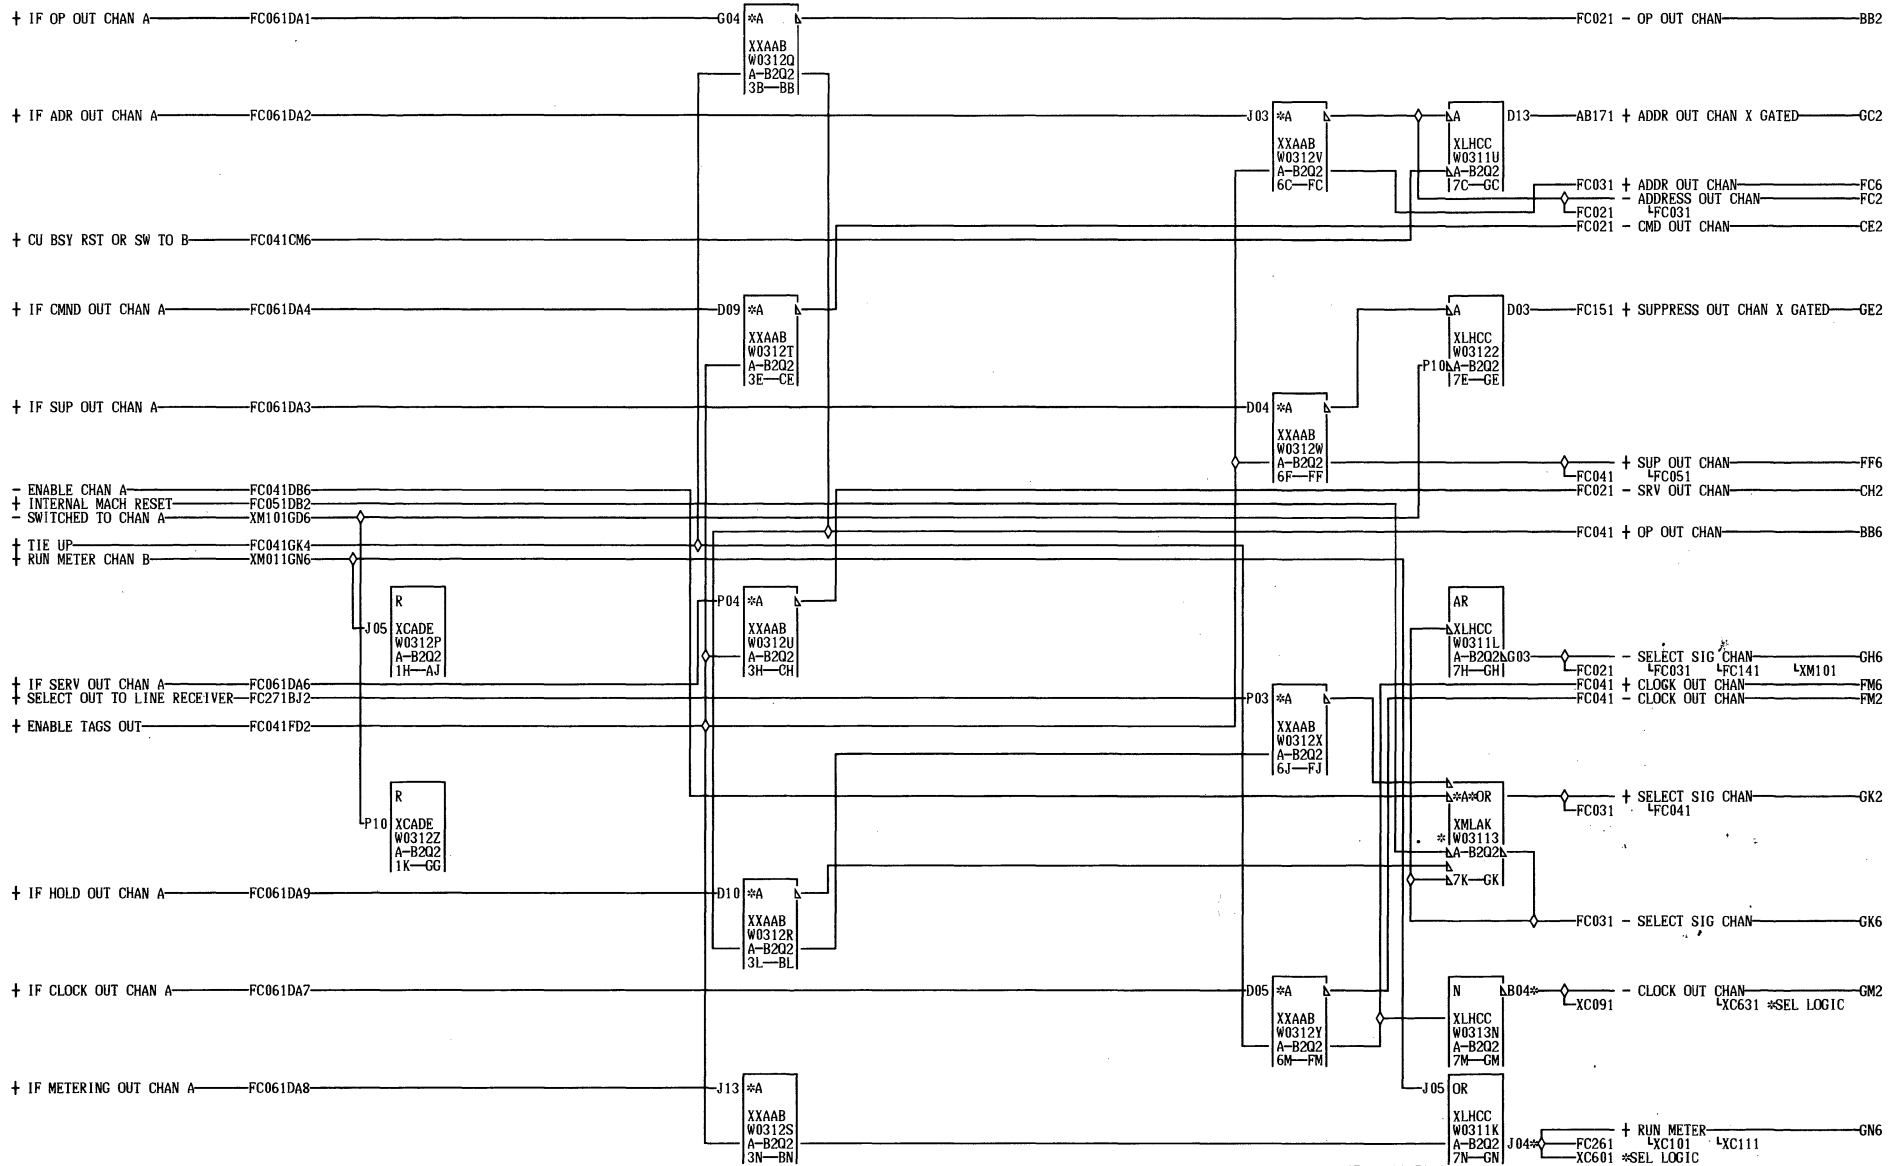 + IF OP OUT CHAN A FC061DA1 G04 *A FC021 - OP OUT CHAN BB2
XXAAB
W0312Q
A-B2Q2
3B BB
+ IF ADR OUT CHAN A FC061DA2 J03 *A A D13 AB171 + ADDR OUT CHAN X GATED GC2
XXAAB XLHCC
W0312V W0311U
A-B2Q2 A-B2Q2
6C FC 7C GC FC031 + ADDR OUT CHAN FC6
- ADDRESS OUT CHAN FC2
FC021 FC031
FC021 - CMD OUT CHAN CE2
+ CU BSY RST OR SW TO B FC041CM6
+ IF CMND OUT CHAN A FC061DA4 D09 *A A D03 FC151 + SUPPRESS OUT CHAN X GATED GE2
XXAAB XLHCC
W0312T W03122
A-B2Q2 P10 A-B2Q2
3E CE 7E GE
+ IF SUP OUT CHAN A FC061DA3 D04 *A
XXAAB
W0312W
A-B2Q2 + SUP OUT CHAN FF6
6F FF FC041 FC051
- ENABLE CHAN A FC041DB6 FC021 - SRV OUT CHAN CH2
+ INTERNAL MACH RESET FC051DB2
- SWITCHED TO CHAN A XM101GD6
FC041 + OP OUT CHAN BB6
+ TIE UP FC041GK4
+ RUN METER CHAN B XM011GN6
R P04 *A AR
J05 XCADE XXAAB XLHCC
W0312P W0312U W0311L
A-B2Q2 A-B2Q2 A-B2Q2 G03 - SELECT SIG CHAN GH6
1H AJ 3H CH 7H GH FC021 FC031 FC141 XM101
+ IF SERV OUT CHAN A FC061DA6 FC041 + CLOGK OUT CHAN FM6
+ SELECT OUT TO LINE RECEIVER FC271BJ2 P03 *A FC041 - CLOCK OUT CHAN FM2
+ ENABLE TAGS OUT FC041FD2 XXAAB
W0312X
A-B2Q2
6J FJ
R *A*OR + SELECT SIG CHAN GK2
FC031 FC041
P10 XCADE XMLAK
W0312Z * W03113
A-B2Q2 A-B2Q2
1K GG 7K GK
+ IF HOLD OUT CHAN A FC061DA9 D10 *A
XXAAB FC031 - SELECT SIG CHAN GK6
W0312R
A-B2Q2
3L BL
+ IF CLOCK OUT CHAN A FC061DA7 D05 *A N B04* - CLOCK OUT CHAN GM2
XC091 XC631 *SEL LOGIC
XXAAB XLHCC
W0312Y W0313N
A-B2Q2 A-B2Q2
6M FM 7M GM
+ IF METERING OUT CHAN A FC061DA8 J13 *A J05 OR
XXAAB XLHCC
W0312S W0311K + RUN METER GN6
A-B2Q2 A-B2Q2 J04* FC261 XC101 XC111
3N BN 7N GN XC601 *SEL LOGIC